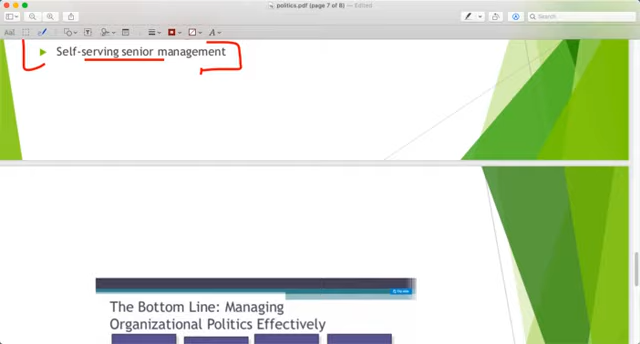 politics.pdf (page 7 of 8) — Edited
Search
Self-serving senior management
The Bottom Line: Managing
Organizational Politics Effectively